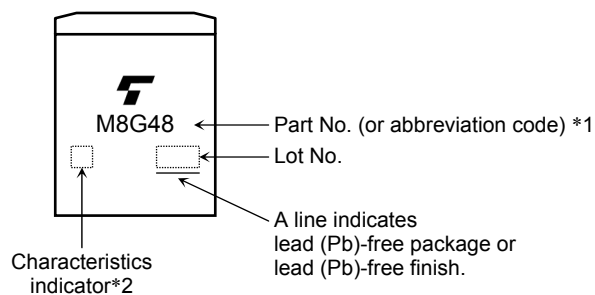 M8G48
Part No. (or abbreviation code) *1
Lot No.
A line indicates
lead (Pb)-free package or
lead (Pb)-free finish.
Characteristics
indicator*2